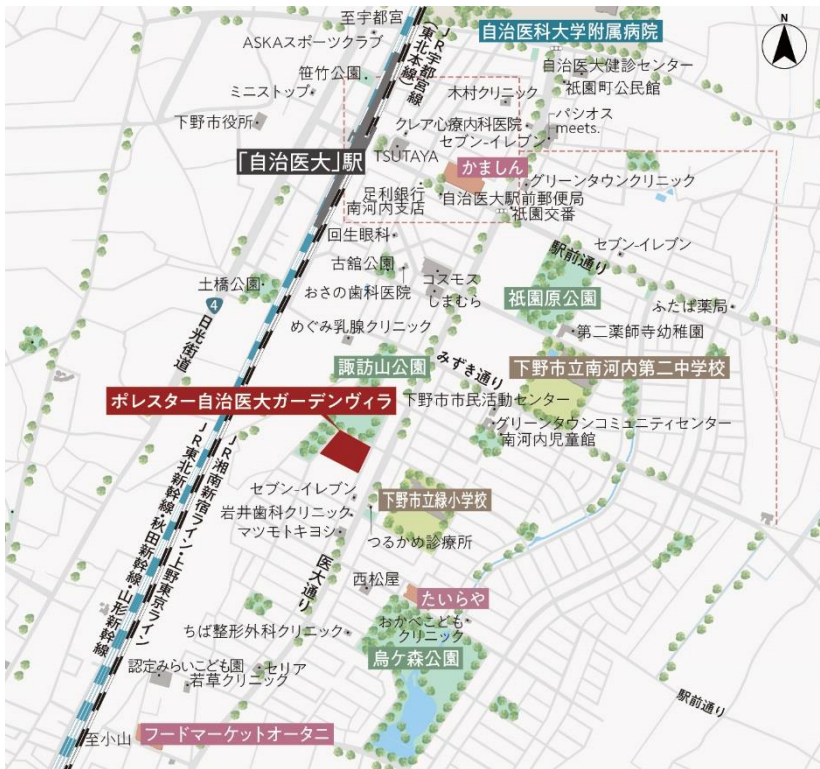 至宇都宮
自治医科大学附属病院
N
ASKAスポーツクラブ
JR宇都宮線
(東北本線)
自治医大健診センター
笹竹公園
祇園町公民館
ミニストップ
木村クリニック
パシオス
meets.
下野市役所
クレア心療内科医院
セブン-イレブン
「自治医大」駅
TSUTAYA
かましん
グリーンタウンクリニック
足利銀行
南河内支店
自治医大駅前郵便局
祇園交番
回生眼科
駅前通り
セブン-イレブン
古舘公園
土橋公園
おさの歯科医院
コスモス
しまむら
祇園原公園
ふたば薬局
4
日光街道
めぐみ乳腺クリニック
第二薬師寺幼稚園
諏訪山公園
みずき通り
下野市立南河内第二中学校
ポレスター自治医大ガーデンヴィラ
下野市市民活動センター
グリーンタウンコミュニティセンター
南河内児童館
JR湘南新宿ライン・上野東京ライン
JR東北新幹線・秋田新幹線・山形新幹線
セブン-イレブン
下野市立緑小学校
岩井歯科クリニック
マツモトキヨシ
つるかめ診療所
医大通り
西松屋
たいらや
ちば整形外科クリニック
おかべこども
クリニック
烏ケ森公園
認定みらいこども園
セリア
若草クリニック
駅前通り
至小山
フードマーケットオータニ